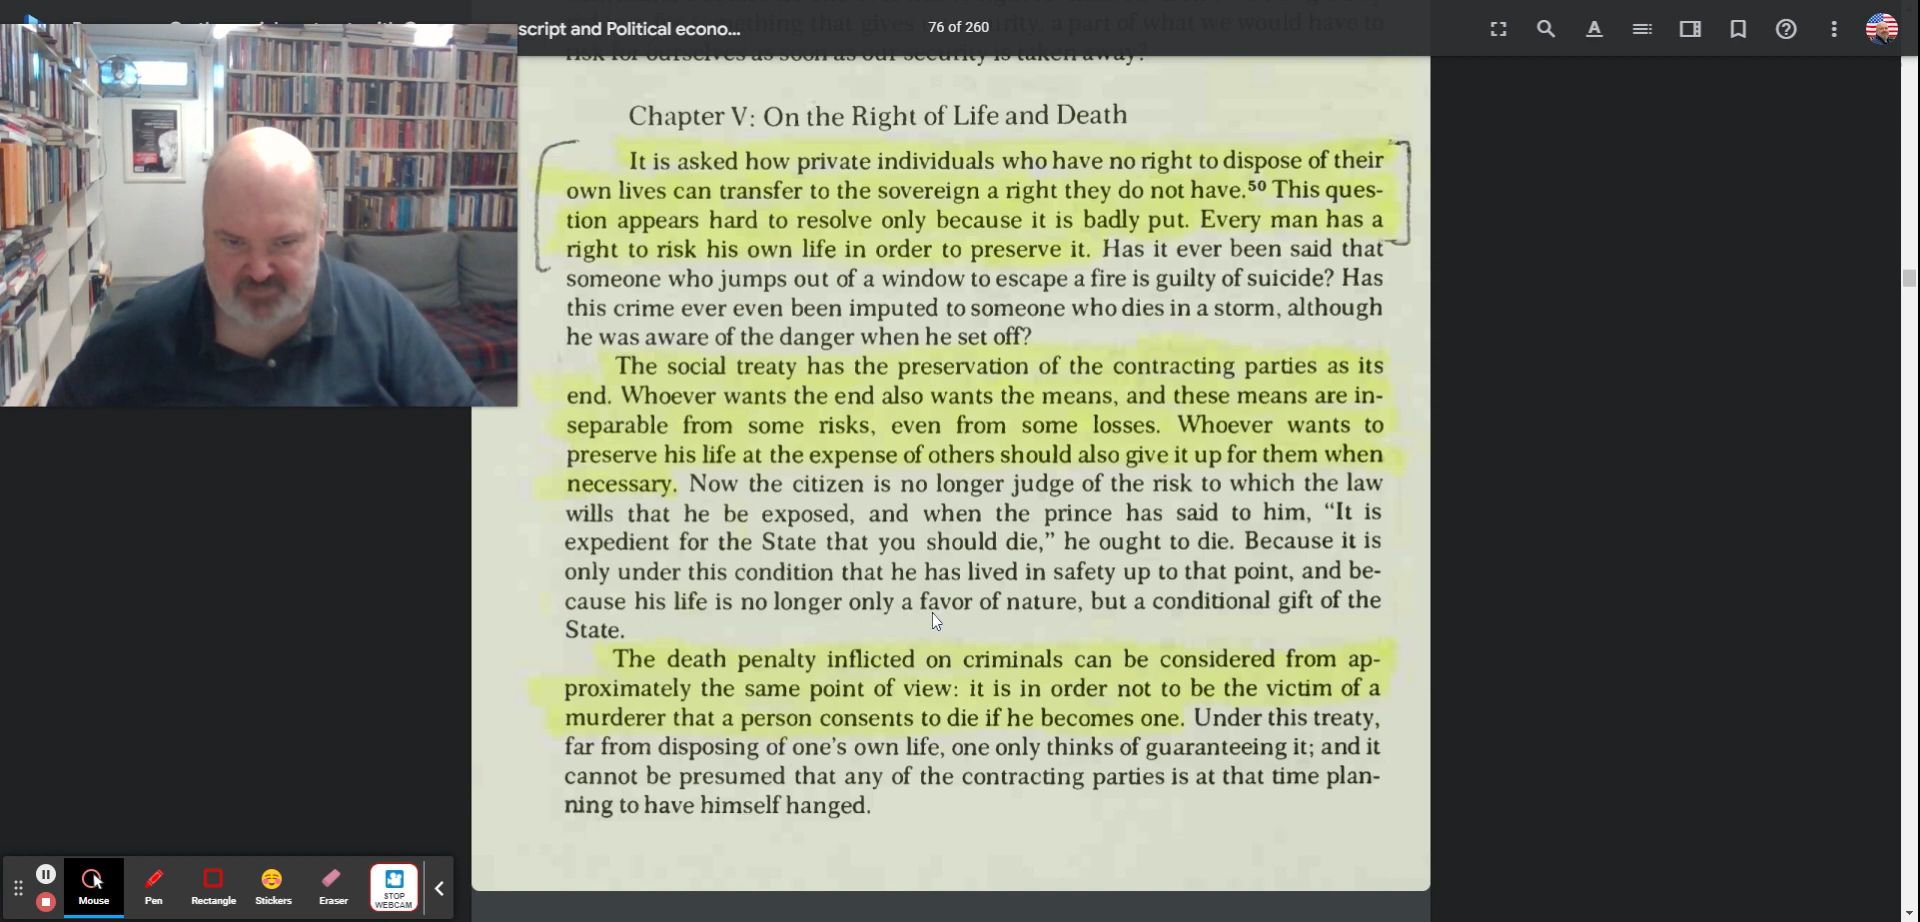 script and Political econo...
76 of 260
risk for ourselves as soon as our security is taken away?
Chapter V: On the Right of Life and Death
It is asked how private individuals who have no right to dispose of their
own lives can transfer to the sovereign a right they do not have.⁵⁰ This ques-
tion appears hard to resolve only because it is badly put. Every man has a
right to risk his own life in order to preserve it. Has it ever been said that
someone who jumps out of a window to escape a fire is guilty of suicide? Has
this crime ever even been imputed to someone who dies in a storm, although
he was aware of the danger when he set off?
The social treaty has the preservation of the contracting parties as its
end. Whoever wants the end also wants the means, and these means are in-
separable from some risks, even from some losses. Whoever wants to
preserve his life at the expense of others should also give it up for them when
necessary. Now the citizen is no longer judge of the risk to which the law
wills that he be exposed, and when the prince has said to him, “It is
expedient for the State that you should die,” he ought to die. Because it is
only under this condition that he has lived in safety up to that point, and be-
cause his life is no longer only a favor of nature, but a conditional gift of the
State.
The death penalty inflicted on criminals can be considered from ap-
proximately the same point of view: it is in order not to be the victim of a
murderer that a person consents to die if he becomes one. Under this treaty,
far from disposing of one's own life, one only thinks of guaranteeing it; and it
cannot be presumed that any of the contracting parties is at that time plan-
ning to have himself hanged.
Mouse
Pen
Rectangle
Stickers
Eraser
STOP
WEBCAM